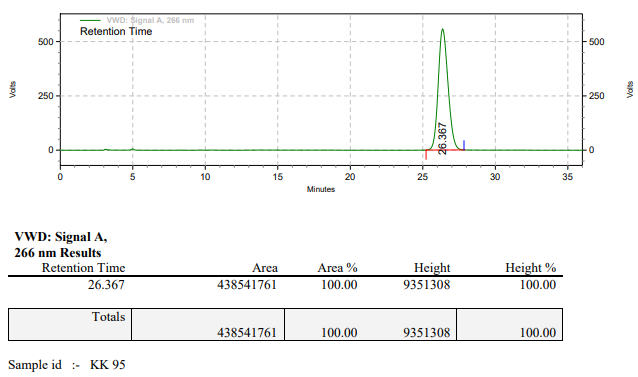 VWD: Signal A, 266 nm
Retention Time
500
250
0
Volts
500
250
0
Volts
26.367
0 5 10 15 20 25 30 35
Minutes
VWD: Signal A,
266 nm Results
Retention Time Area Area % Height Height %
26.367 438541761 100.00 9351308 100.00
Totals
438541761 100.00 9351308 100.00
Sample id :- KK 95